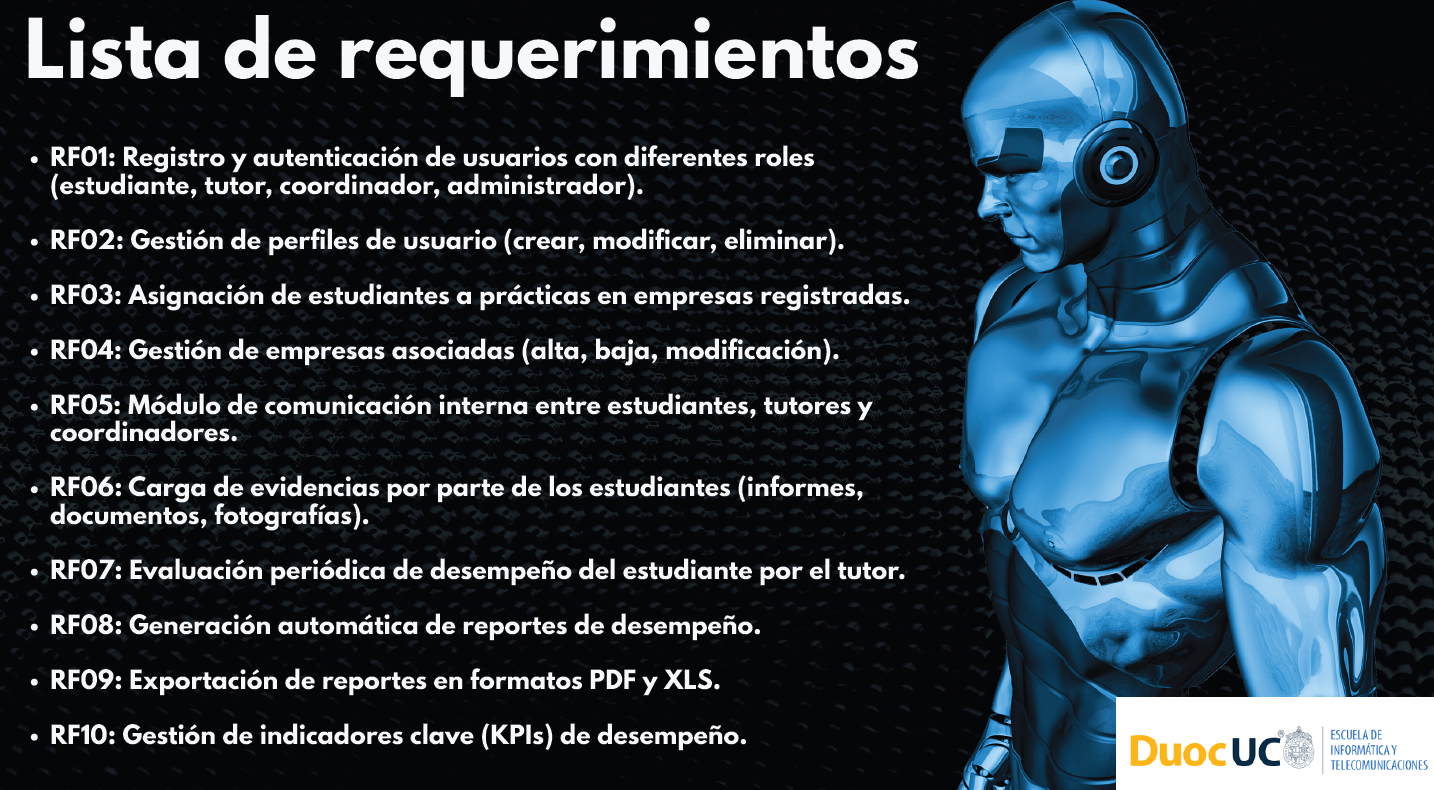 Lista de requerimientos
• RF01: Registro y autenticación de usuarios con diferentes roles
(estudiante, tutor, coordinador, administrador).
• RF02: Gestión de perfiles de usuario (crear, modificar, eliminar).
• RF03: Asignación de estudiantes a prácticas en empresas registradas.
• RF04: Gestión de empresas asociadas (alta, baja, modificación).
• RF05: Módulo de comunicación interna entre estudiantes, tutores y
coordinadores.
• RF06: Carga de evidencias por parte de los estudiantes (informes,
documentos, fotografías).
• RF07: Evaluación periódica de desempeño del estudiante por el tutor.
• RF08: Generación automática de reportes de desempeño.
• RF09: Exportación de reportes en formatos PDF y XLS.
• RF10: Gestión de indicadores clave (KPIs) de desempeño.
DuocUC®
ESCUELA DE
INFORMÁTICA Y
TELECOMUNICACIONES